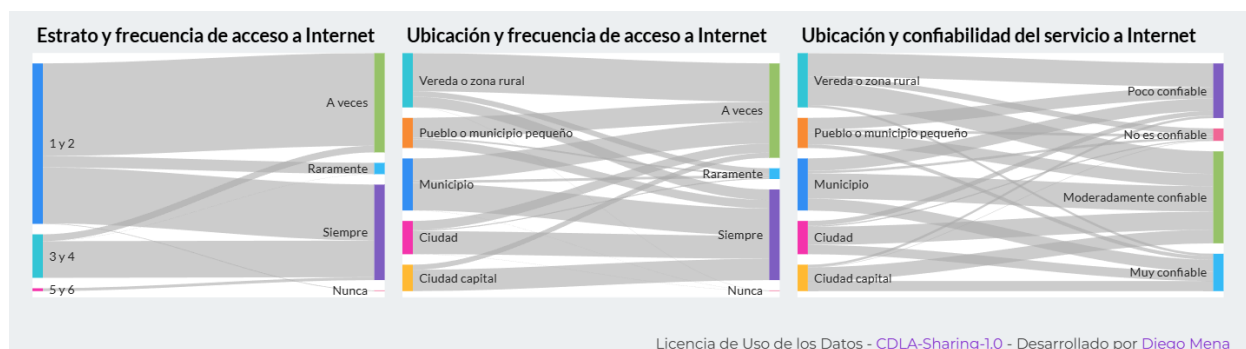 Estrato y frecuencia de acceso a Internet
1 y 2
3 y 4
5 y 6
A veces
Raramente
Siempre
Nunca
Ubicación y frecuencia de acceso a Internet
Vereda o zona rural
Pueblo o municipio pequeño
Municipio
Ciudad
Ciudad capital
A veces
Raramente
Siempre
Nunca
Ubicación y confiabilidad del servicio a Internet
Vereda o zona rural
Pueblo o municipio pequeño
Municipio
Ciudad
Ciudad capital
Poco confiable
No es confiable
Moderadamente confiable
Muy confiable
Licencia de Uso de los Datos - CDLA-Sharing-1.0 - Desarrollado por Diego Mena